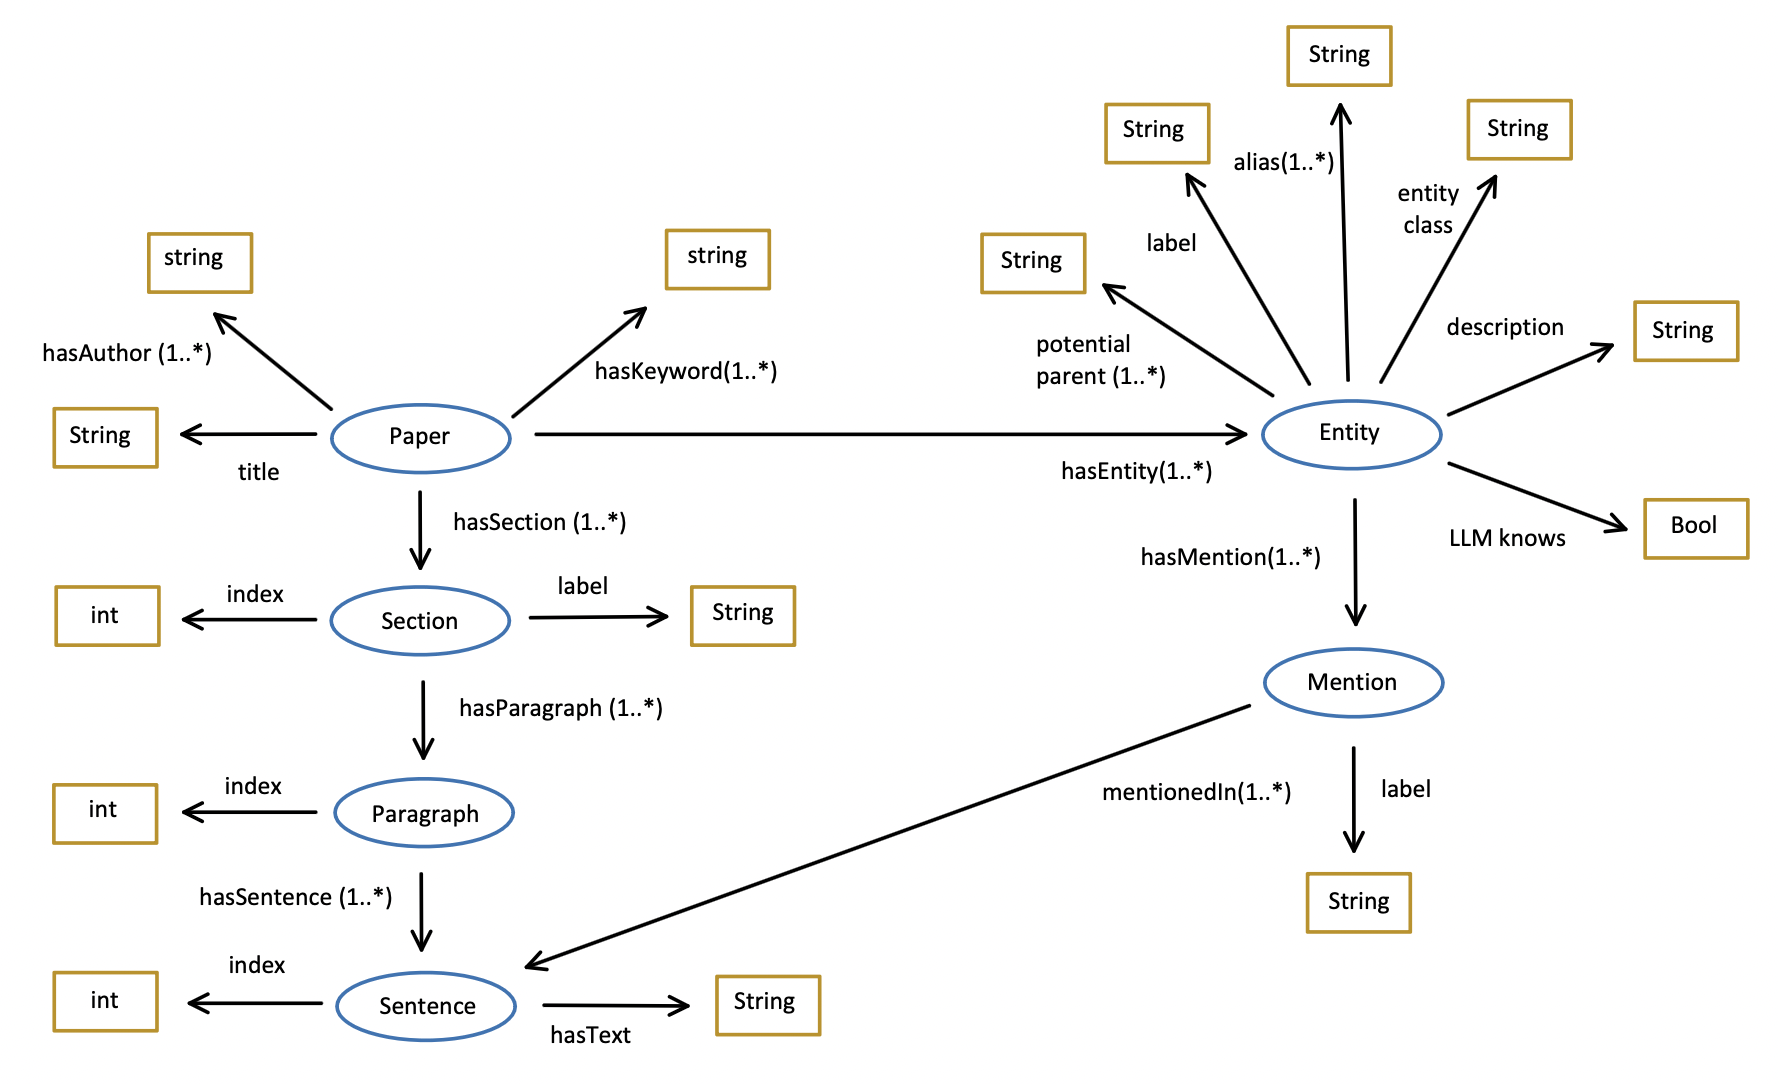 String
String
String
alias(1..*)
entity
class
label
string
string
String
description
String
hasAuthor (1..*)
hasKeyword(1..*)
potential
parent (1..*)
String
Paper
Entity
title
hasEntity(1..*)
hasSection (1..*)
LLM knows
Bool
hasMention(1..*)
int
index
Section
label
String
hasParagraph (1..*)
Mention
int
index
Paragraph
mentionedIn(1..*)
label
hasSentence (1..*)
String
int
index
Sentence
hasText
String